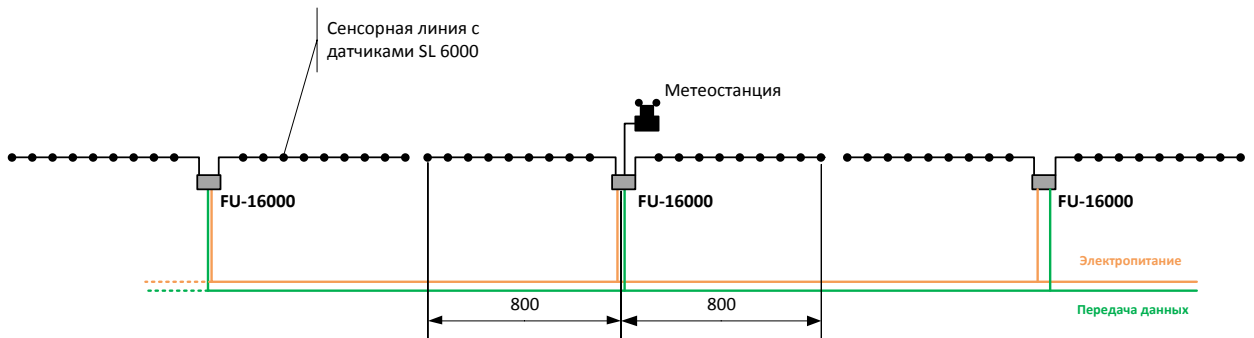 Сенсорная линия с
датчиками SL 6000
Метеостанция
FU-16000
FU-16000
FU-16000
Электропитание
800
800
Передача данных